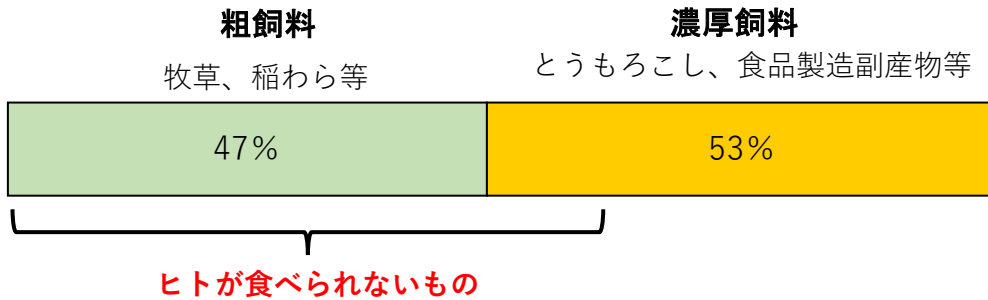 粗飼料
濃厚飼料
牧草、稲わら等
とうもろこし、食品製造副産物等
47%
53%
ヒトが食べられないもの